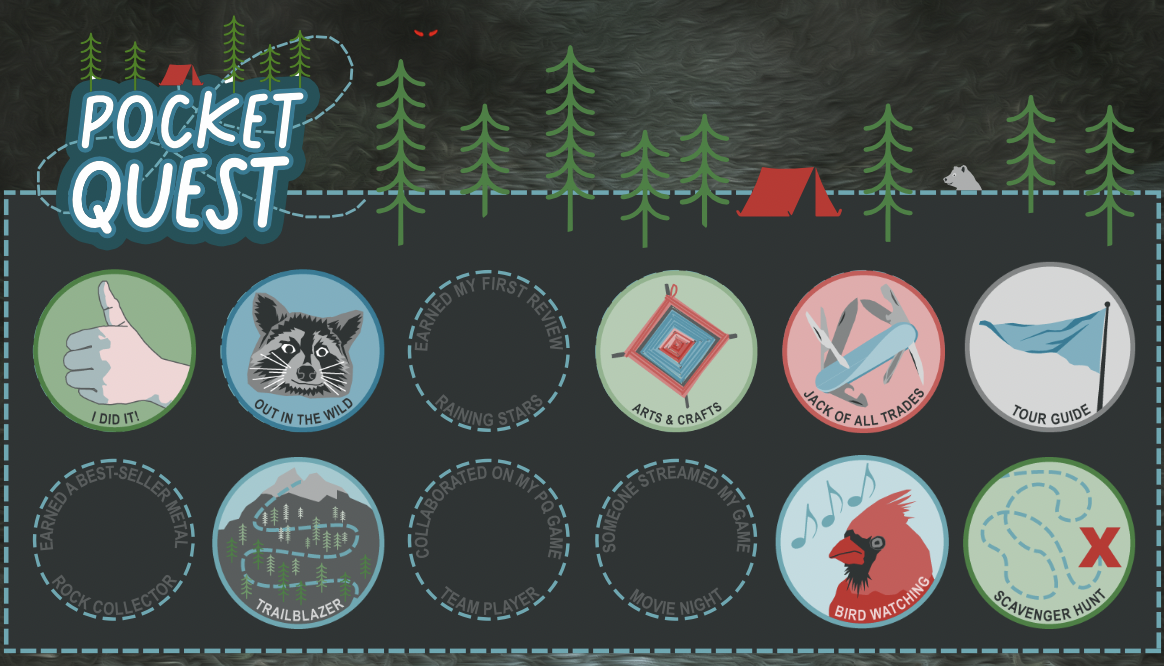 POCKET
QUEST
I DID IT!
OUT IN THE WILD
EARNED MY FIRST REVIEW
RAINING STARS
ARTS & CRAFTS
JACK OF ALL TRADES
TOUR GUIDE
EARNED A BEST-SELLER METAL
ROCK COLLECTOR
TRAILBLAZER
COLLABORATED ON MY PQ GAME
TEAM PLAYER
SOMEONE STREAMED MY GAME
MOVIE NIGHT
BIRD WATCHING
X
SCAVENGER HUNT